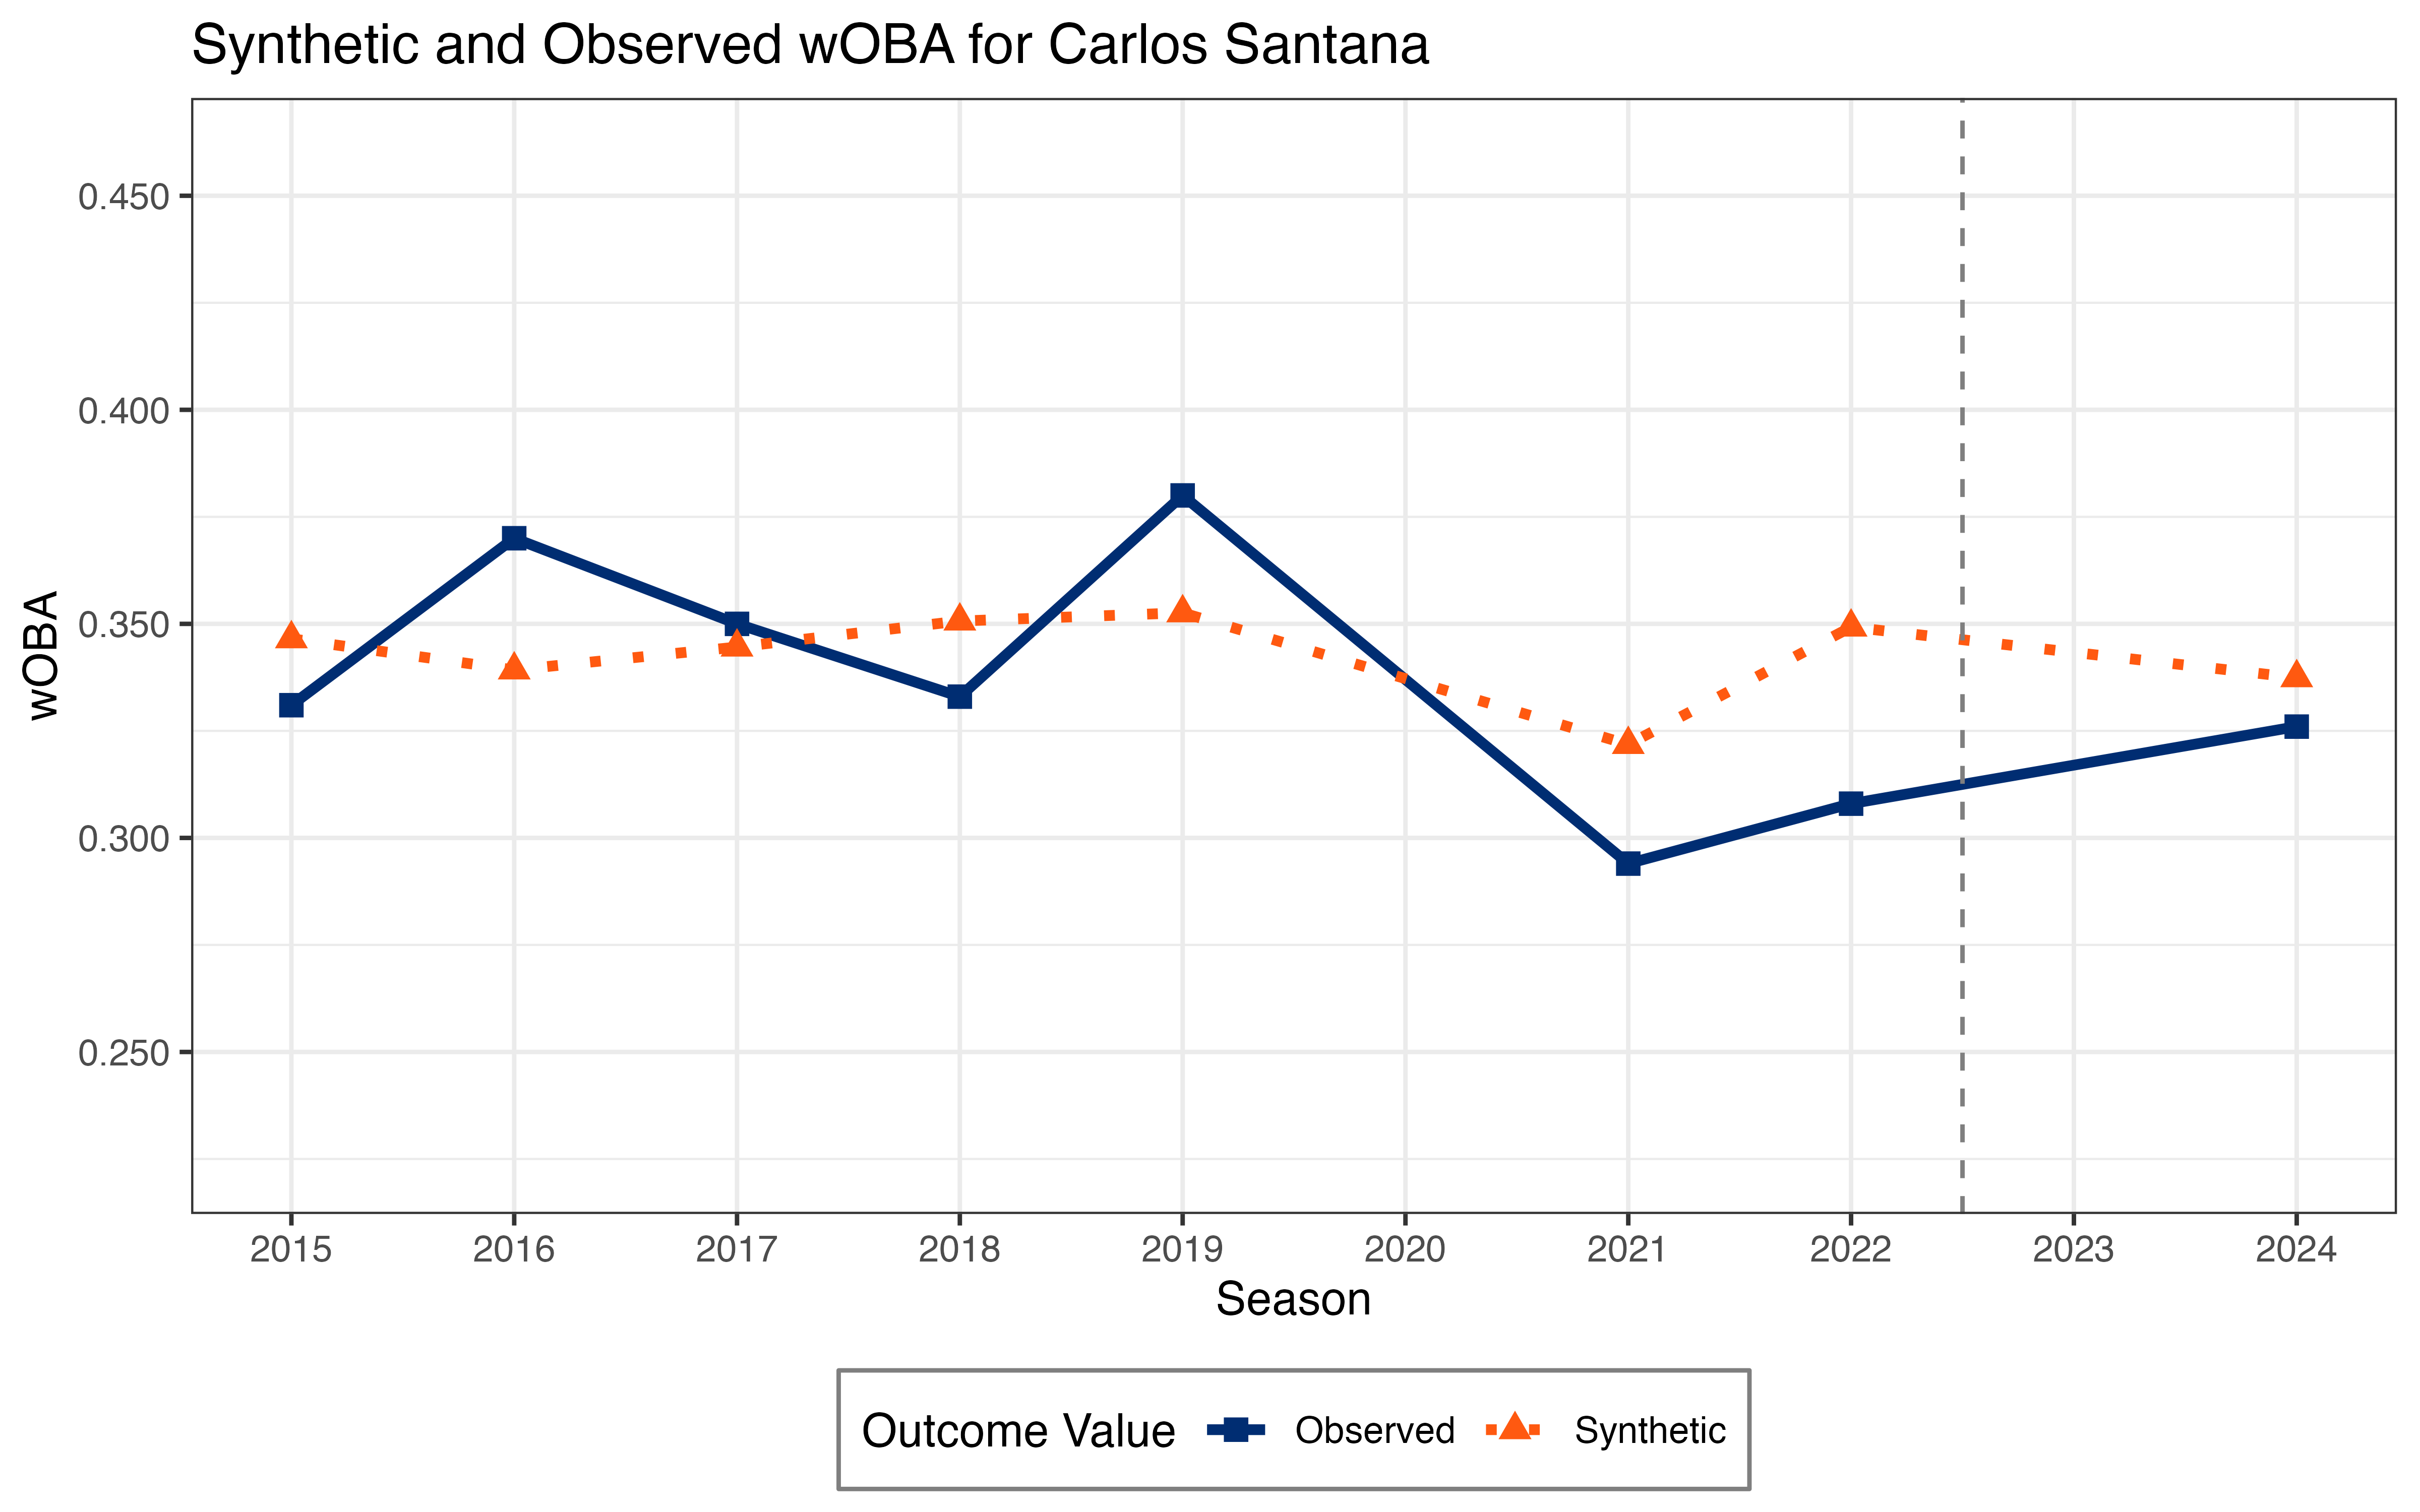 Synthetic and Observed wOBA for Carlos Santana
wOBA
0.450
0.400
0.350
0.300
0.250
2015 2016 2017 2018 2019 2020 2021 2022 2023 2024
Season
Outcome Value Observed Synthetic